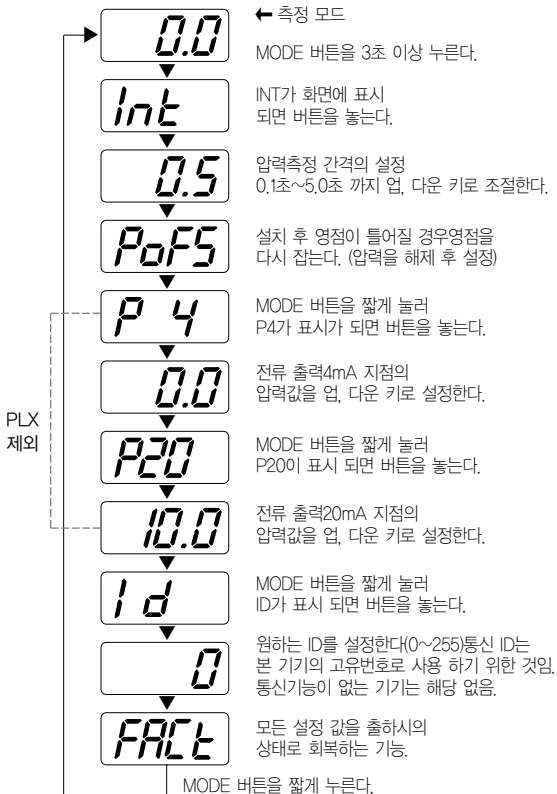 0.0
← 측정 모드
MODE 버튼을 3초 이상 누른다.
Int
INT가 화면에 표시
되면 버튼을 놓는다.
0.5
압력측정 간격의 설정
0.1초~5.0초 까지 업, 다운 키로 조절한다.
PoFS
설치 후 영점이 틀어질 경우영점을
다시 잡는다. (압력을 해제 후 설정)
P 4
MODE 버튼을 짧게 눌러
P4가 표시가 되면 버튼을 놓는다.
0.0
전류 출력4mA 지점의
압력값을 업, 다운 키로 설정한다.
PLX
제외
P20
MODE 버튼을 짧게 눌러
P20이 표시 되면 버튼을 놓는다.
10.0
전류 출력20mA 지점의
압력값을 업, 다운 키로 설정한다.
Id
MODE 버튼을 짧게 눌러
ID가 표시 되면 버튼을 놓는다.
0
원하는 ID를 설정한다(0~255)통신 ID는
본 기기의 고유번호로 사용 하기 위한 것임.
통신기능이 없는 기기는 해당 없음.
FACt
모든 설정 값을 출하시의
상태로 회복하는 기능.
MODE 버튼을 짧게 누른다.